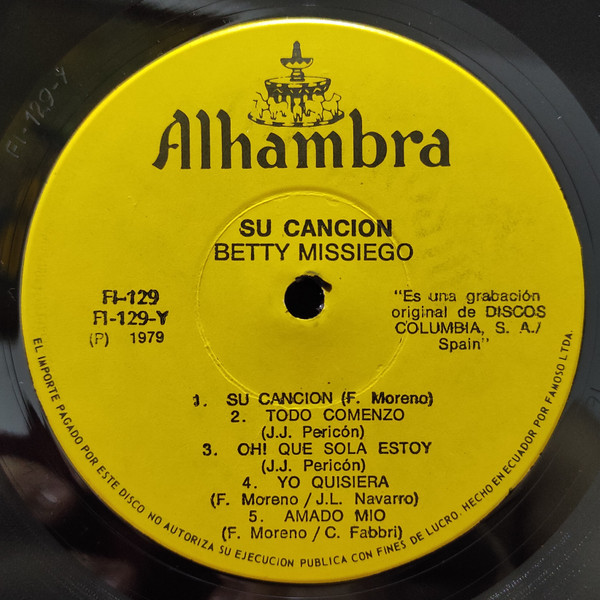 Alhambra
SU CANCION
BETTY MISSIEGO
FI-129
FI-129-Y
(P) 1979
"Es una grabación
original de DISCOS
COLUMBIA, S. A./
Spain"
1. SU CANCION (F. Moreno)
2. TODO COMENZO
(J.J. Pericón)
3. OHI QUE SOLA ESTOY
(J.J. Pericón)
4. YO QUISIERA
(F. Moreno / J.L. Navarro)
5. AMADO MIO
(F. Moreno / C. Fabbri)
EL IMPORTE PAGADO POR ESTE DISCO NO AUTORIZA SU EJECUCION PUBLICA CON FINES DE LUCRO. HECHO EN ECUADOR POR FAMOSO LTDA.
FI-129-Y